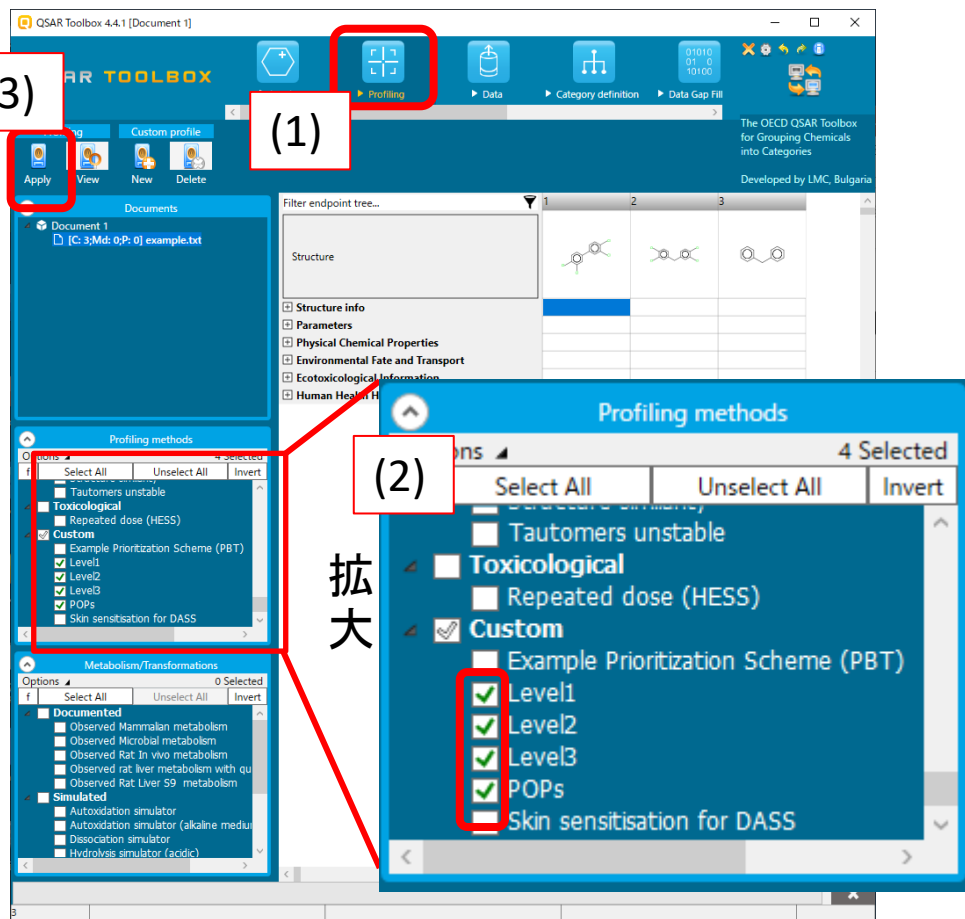 QSAR Toolbox 4.4.1 [Document 1]
AR TOOLBOX
01010
01 0
10100
Profiling
Data
Category definition
Data Gap Fill
3)
(1)
The OECD QSAR Toolbox
for Grouping Chemicals
into Categories
Developed by LMC, Bulgaria
Custom profile
Apply
View
New
Delete
Documents
Document 1
[C: 3;Md: 0;P: 0] example.txt
Filter endpoint tree...
1
2
3
Structure
Structure info
Parameters
Physical Chemical Properties
Environmental Fate and Transport
Ecotoxicological Information
Human Health H
Profiling methods
Options
4 Selected
f
Select All
Unselect All
Invert
Tautomers unstable
Toxicological
Repeated dose (HESS)
Custom
Example Prioritization Scheme (PBT)
Level1
Level2
Level3
POPs
Skin sensitisation for DASS
Metabolism/Transformations
Options
0 Selected
f
Select All
Unselect All
Invert
Documented
Observed Mammalian metabolism
Observed Microbial metabolism
Observed Rat In vivo metabolism
Observed rat liver metabolism with qu
Observed Rat Liver S9 metabolism
Simulated
Autoxidation simulator
Autoxidation simulator (alkaline mediu
Dissociation simulator
Hydrolysis simulator (acidic)
拡大
Profiling methods
(2)
ons
4 Selected
Select All
Unselect All
Invert
Tautomers unstable
Toxicological
Repeated dose (HESS)
Custom
Example Prioritization Scheme (PBT)
Level1
Level2
Level3
POPs
Skin sensitisation for DASS
3